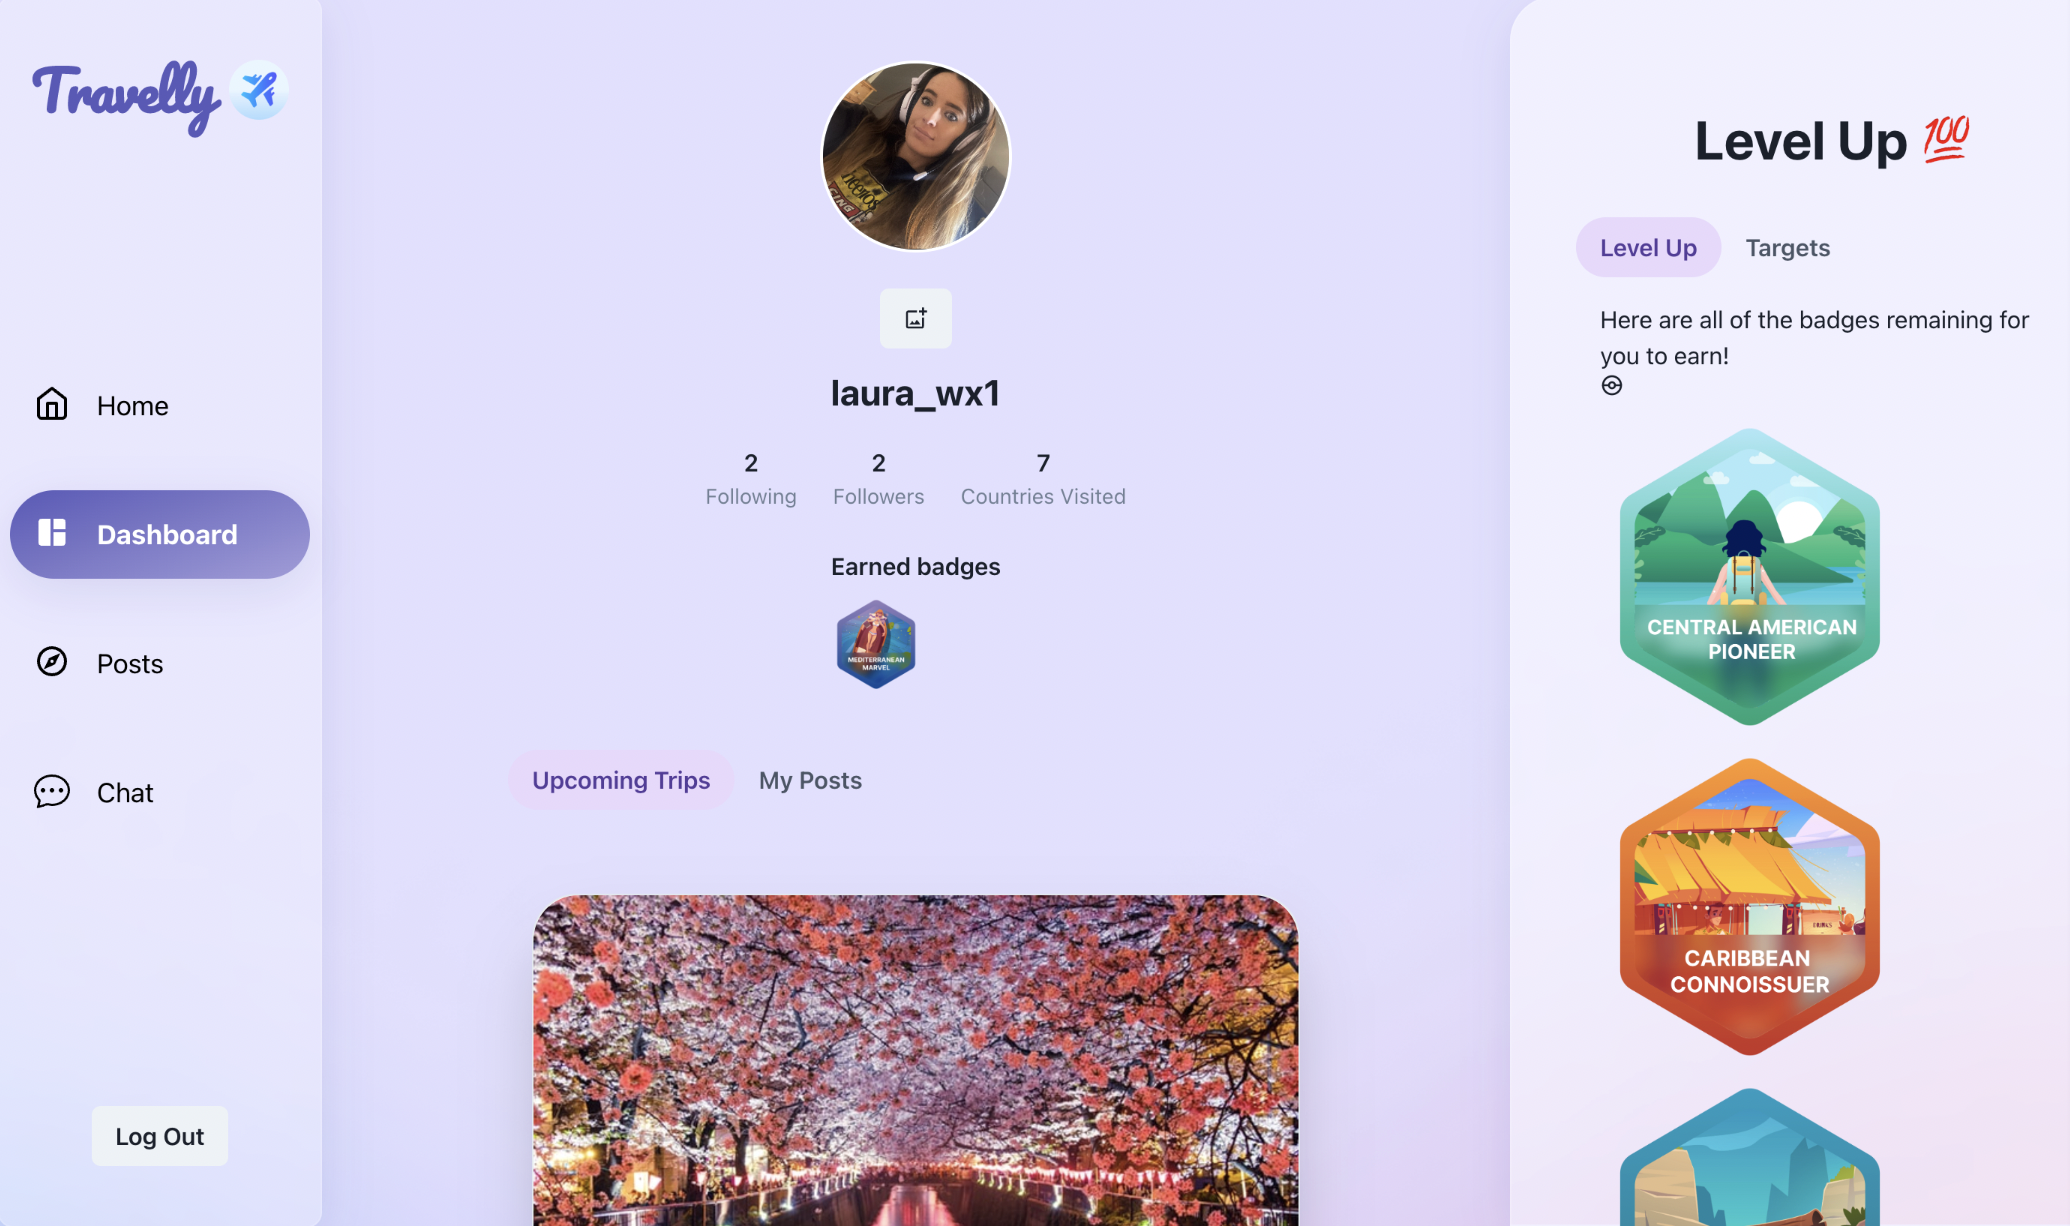 Travelly
Home
Dashboard
Posts
Chat
Log Out
laura_wx1
2
Following
2
Followers
7
Countries Visited
Earned badges
MEDITERRANEAN
MARVEL
Upcoming Trips
My Posts
Level Up 💯
Level Up
Targets
Here are all of the badges remaining for
you to earn!
CENTRAL AMERICAN
PIONEER
DRINKS
CARIBBEAN
CONNOISSUER